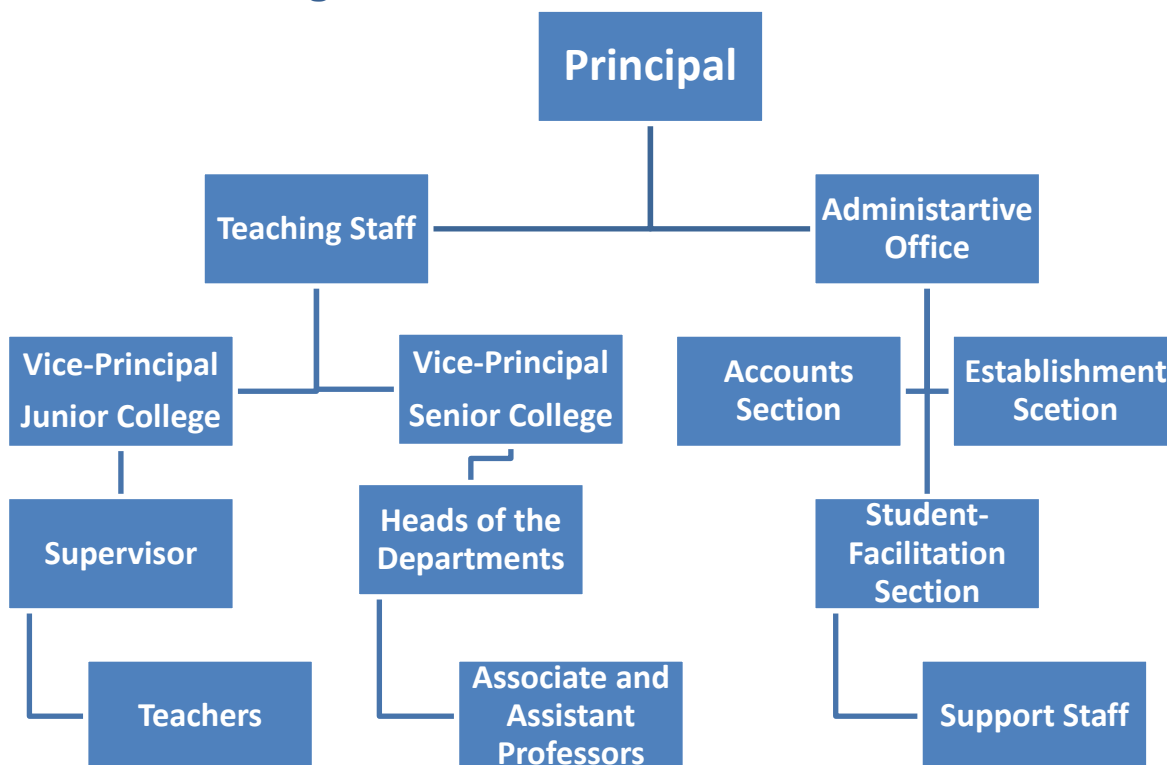 Principal
Teaching Staff
Administartive
Office
Vice-Principal
Junior College
Vice-Principal
Senior College
Accounts
Section
Establishment
Scetion
Supervisor
Heads of the
Departments
Student-
Facilitation
Section
Teachers
Associate and
Assistant
Professors
Support Staff